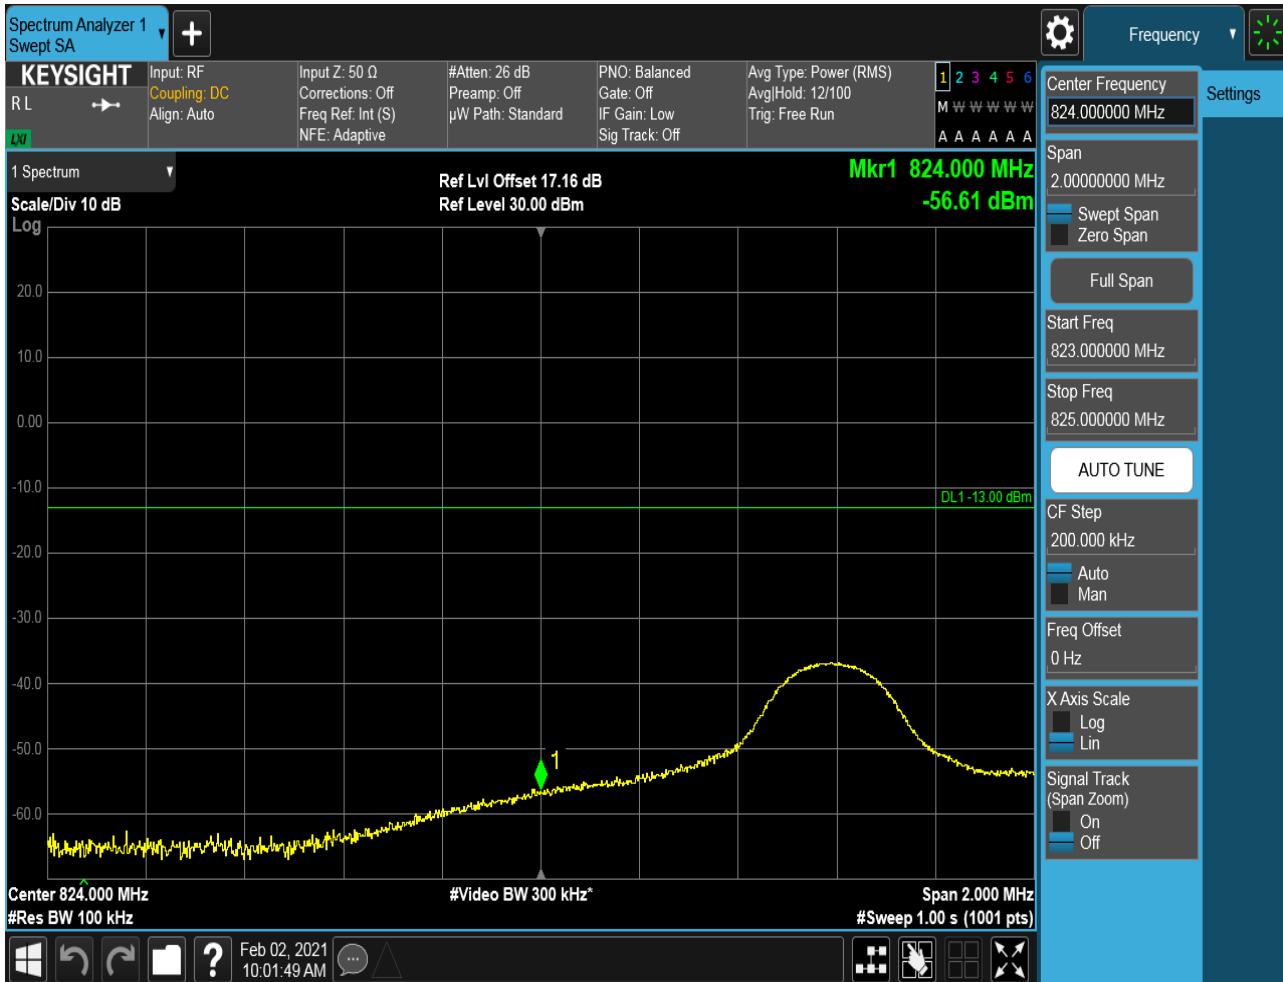 Spectrum Analyzer 1
Swept SA
Frequency
KEYSIGHT
R L
LXI
Input: RF
Coupling: DC
Align: Auto
Input Z: 50 Ω
Corrections: Off
Freq Ref: Int (S)
NFE: Adaptive
#Atten: 26 dB
Preamp: Off
µW Path: Standard
PNO: Balanced
Gate: Off
IF Gain: Low
Sig Track: Off
Avg Type: Power (RMS)
Avg|Hold: 12/100
Trig: Free Run
1 2 3 4 5 6
M W W W W W
A A A A A A
1 Spectrum
Scale/Div 10 dB
Log
Ref Lvl Offset 17.16 dB
Ref Level 30.00 dBm
Mkr1 824.000 MHz
-56.61 dBm
20.0
10.0
0.00
-10.0
-20.0
-30.0
-40.0
-50.0
-60.0
DL1 -13.00 dBm
1
Center 824.000 MHz
#Res BW 100 kHz
#Video BW 300 kHz*
Span 2.000 MHz
#Sweep 1.00 s (1001 pts)
?
Feb 02, 2021
10:01:49 AM
Center Frequency
824.000000 MHz
Span
2.00000000 MHz
Swept Span
Zero Span
Full Span
Start Freq
823.000000 MHz
Stop Freq
825.000000 MHz
AUTO TUNE
CF Step
200.000 kHz
Auto
Man
Freq Offset
0 Hz
X Axis Scale
Log
Lin
Signal Track
(Span Zoom)
On
Off
Settings